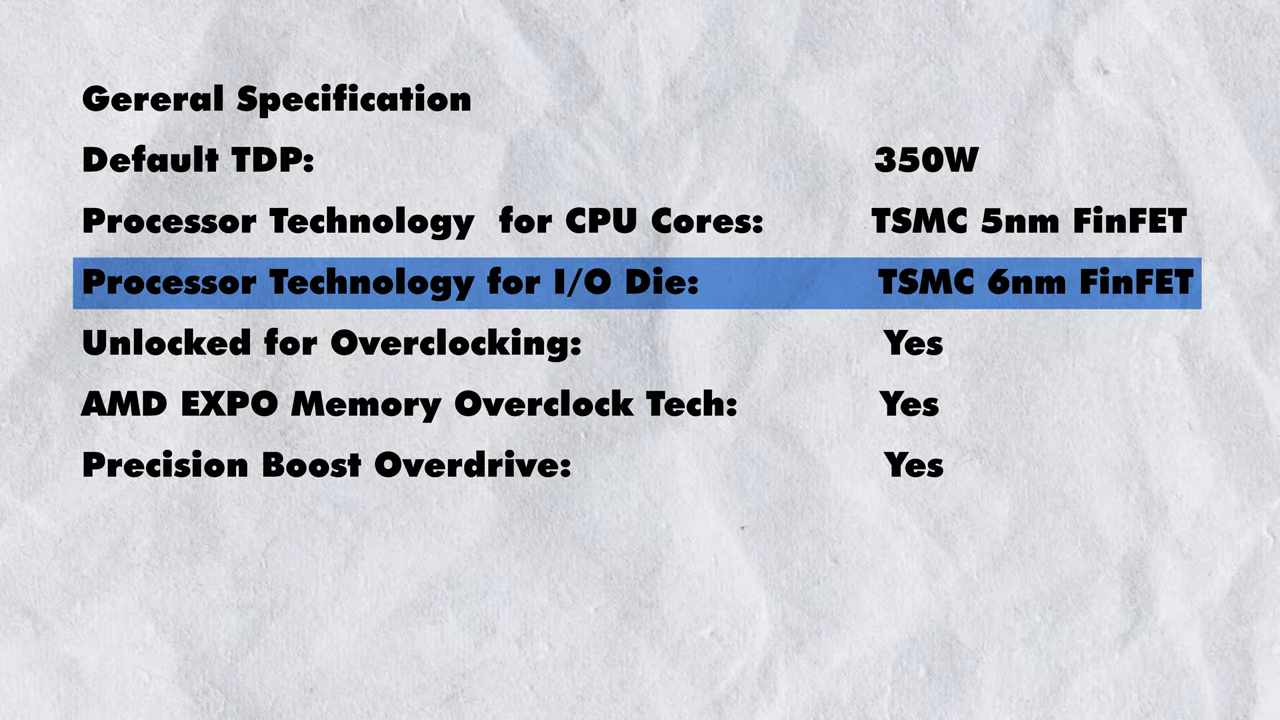 Gereral Specification
Default TDP: 350W
Processor Technology for CPU Cores: TSMC 5nm FinFET
Processor Technology for I/O Die: TSMC 6nm FinFET
Unlocked for Overclocking: Yes
AMD EXPO Memory Overclock Tech: Yes
Precision Boost Overdrive: Yes